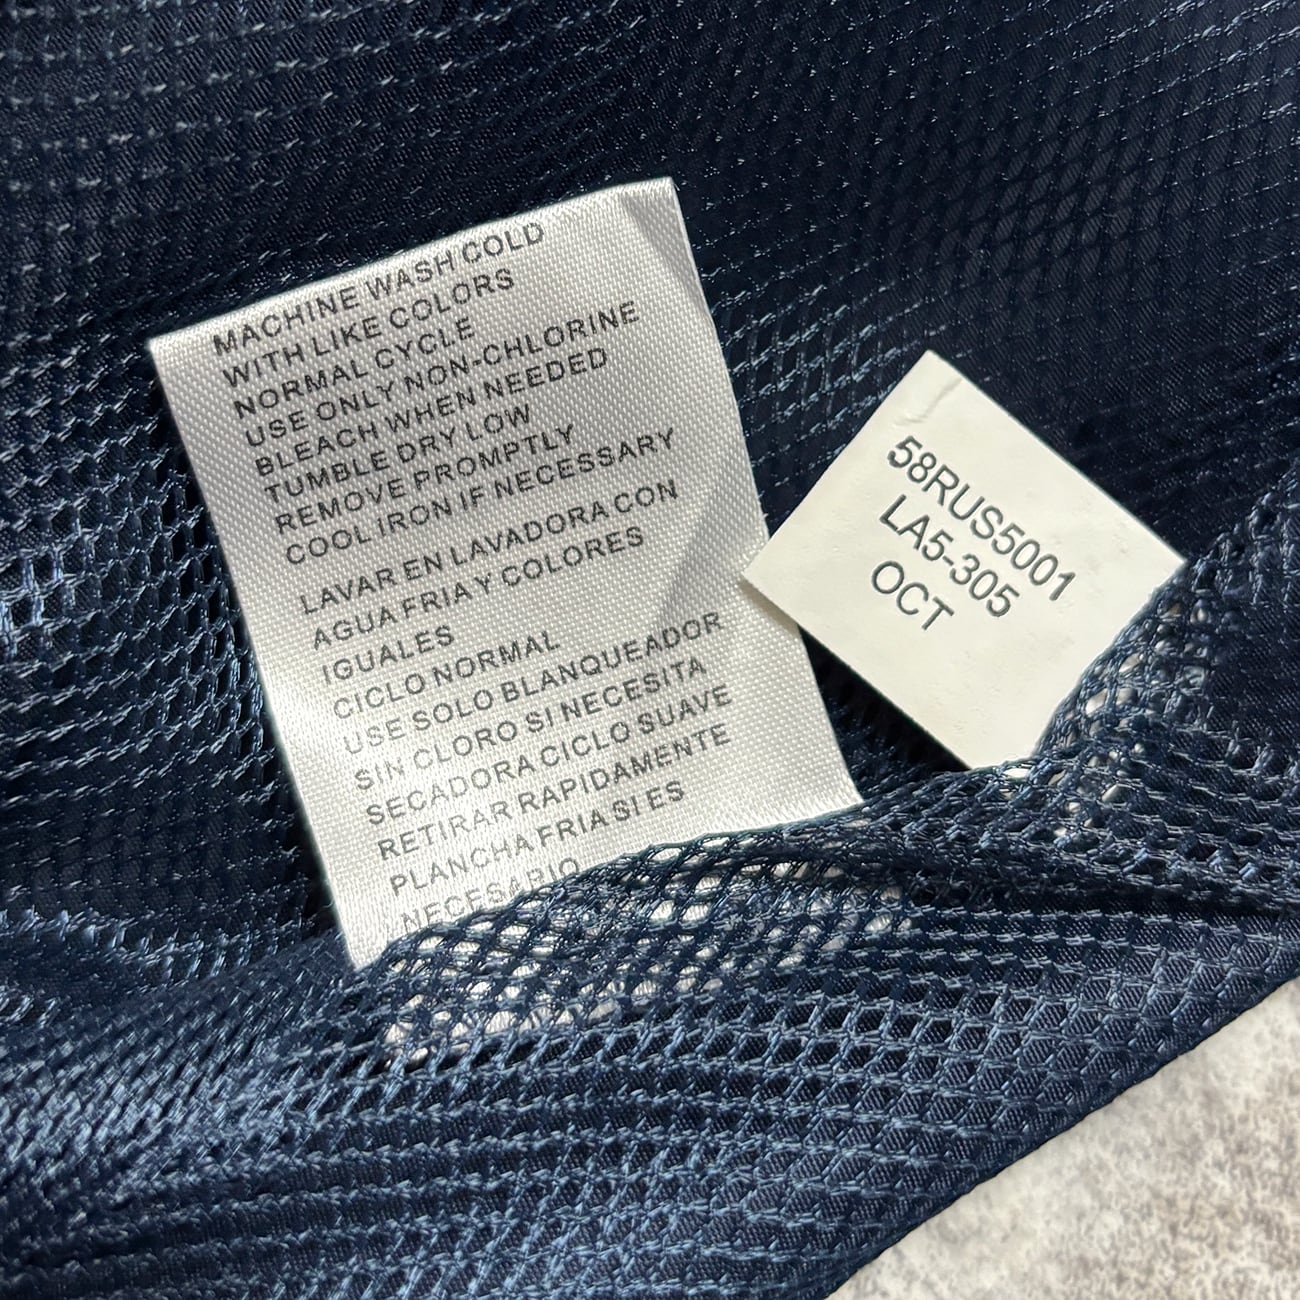 MACHINE WASH COLD
WITH LIKE COLORS
NORMAL CYCLE
USE ONLY NON-CHLORINE
BLEACH WHEN NEEDED
TUMBLE DRY LOW
REMOVE PROMPTLY
COOL IRON IF NECESSARY
LAVAR EN LAVADORA CON
AGUA FRIA Y COLORES
IGUALES
CICLO NORMAL
USE SOLO BLANQUEADOR
SIN CLORO SI NECESITA
SECADORA CICLO SUAVE
RETIRAR RAPIDAMENTE
PLANCHA FRIA SI ES
NECESARIO
58RUS5001
LA5-305
OCT